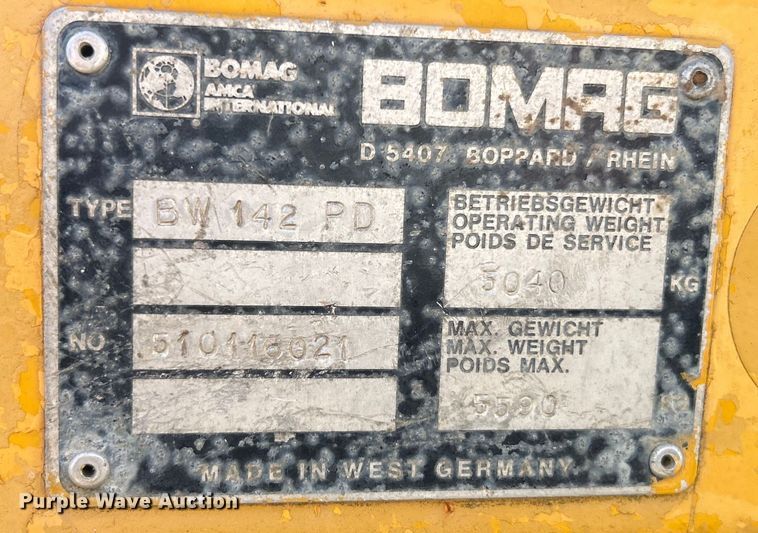 BOMAG
AMCA
INTERNATIONAL
BOMAG
D 5407 BOPPARD / RHEIN
TYPE BW 142 PD
BETRIEBSGEWICHT
OPERATING WEIGHT
POIDS DE SERVICE
5040 KG
NO
MAX. GEWICHT
MAX. WEIGHT
POIDS MAX.
5590
MADE IN WEST GERMANY
Purple Wave Auction